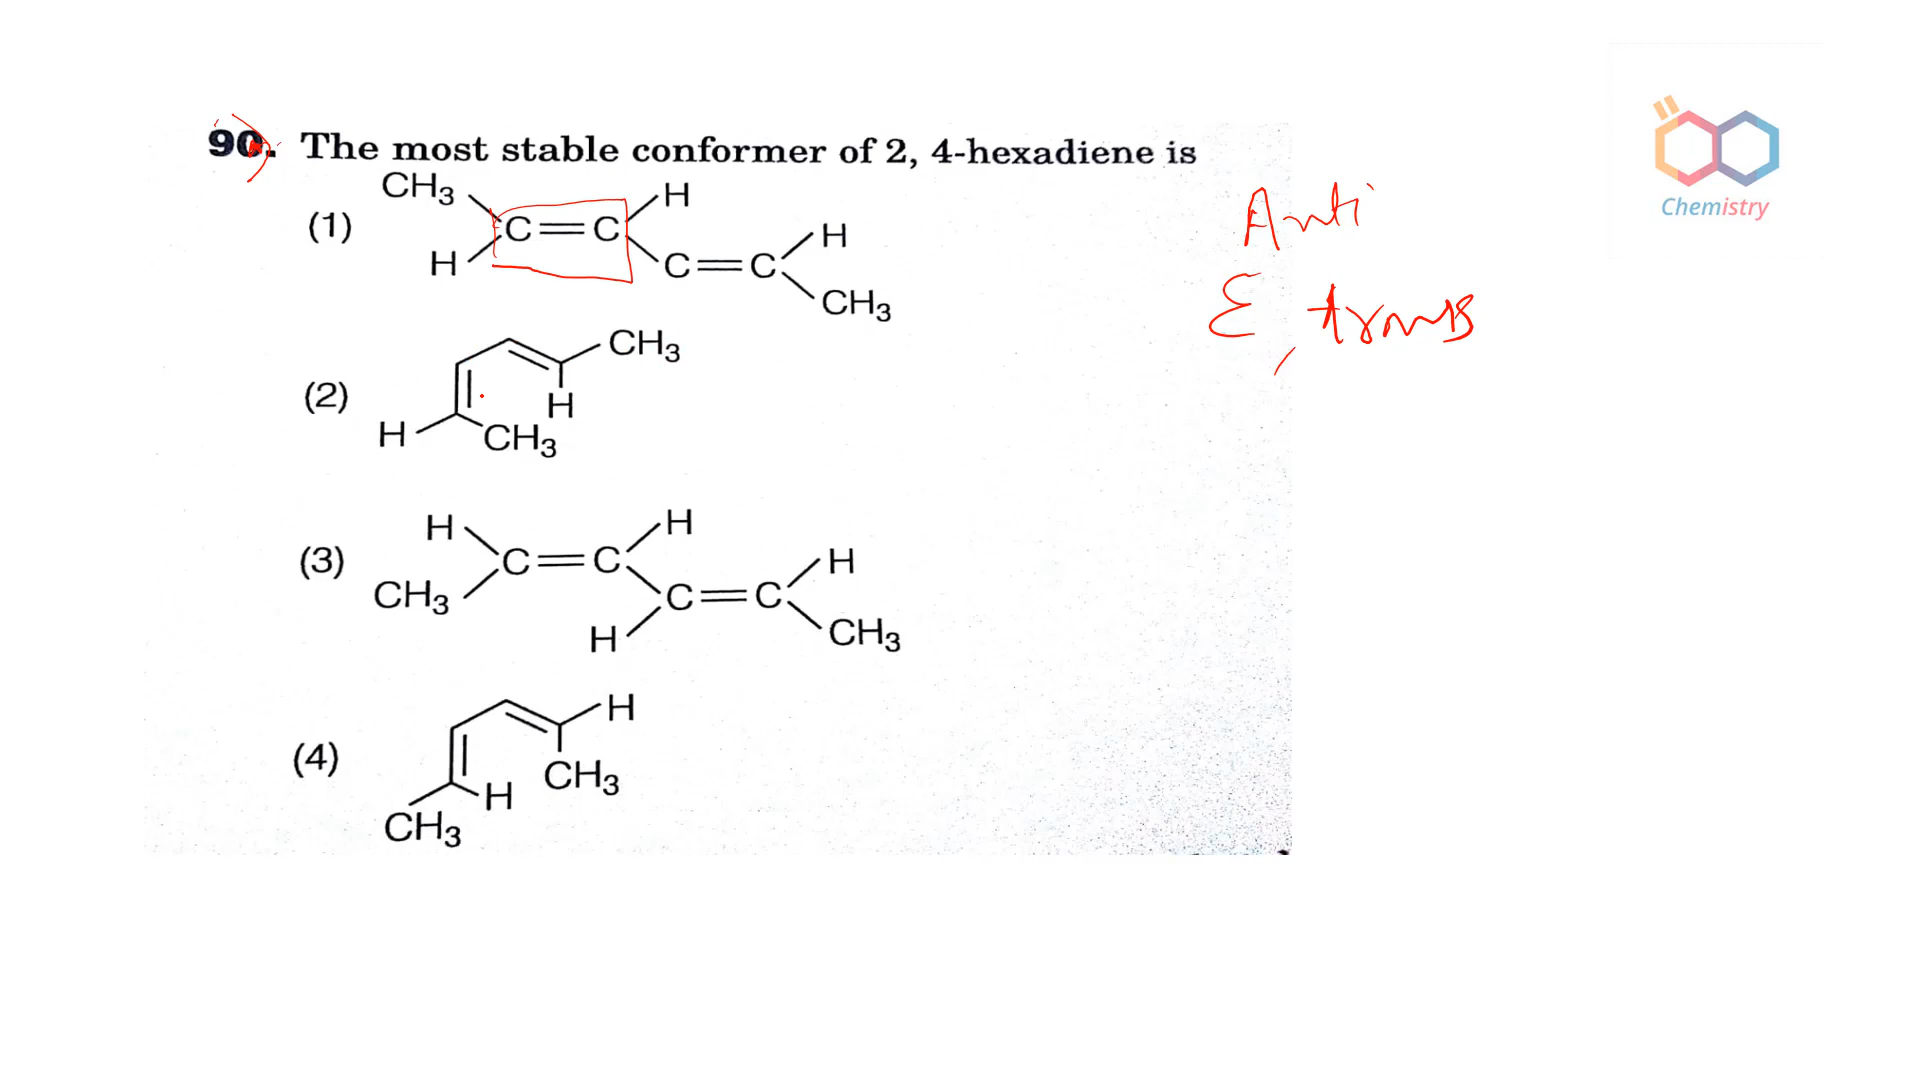 90. The most stable conformer of 2, 4-hexadiene is
(1) CH3 H C=C H C=C H CH3
(2) CH3 H H CH3
(3) H H C=C H CH3 C=C H CH3
(4) H CH3 H CH3
Anti
E, trans
Chemistry